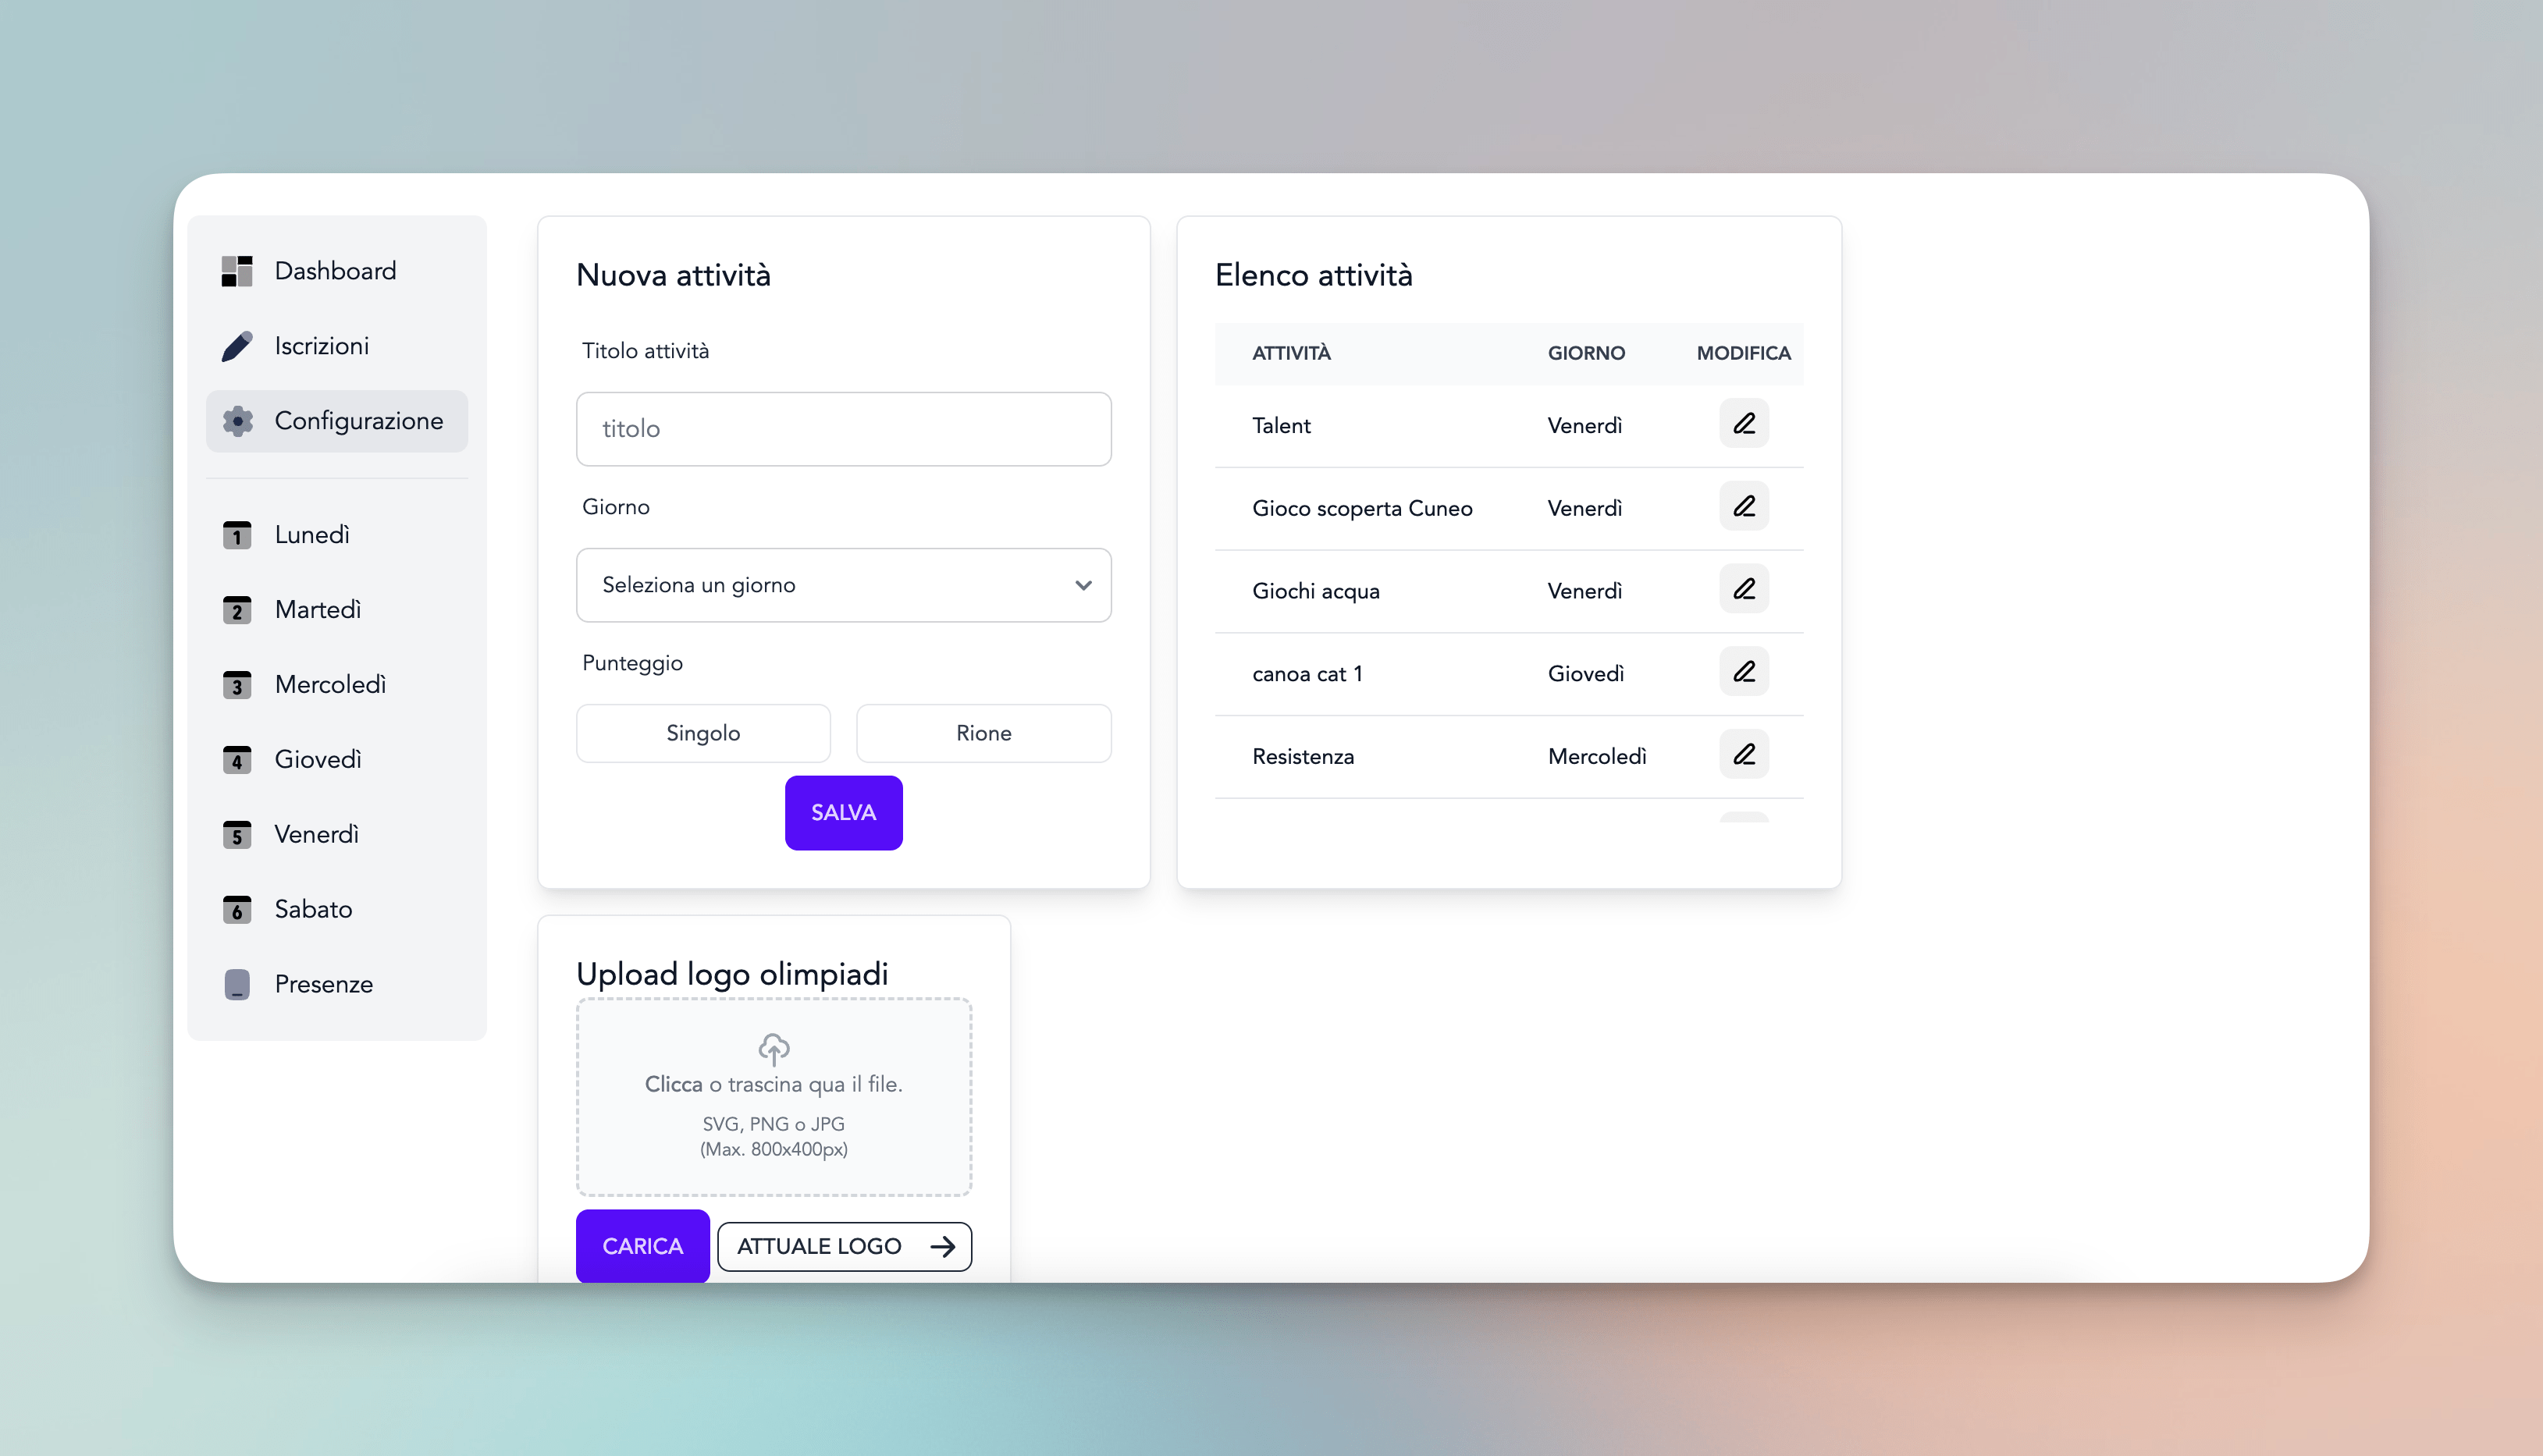 Dashboard
Iscrizioni
Configurazione
1 Lunedì
2 Martedì
3 Mercoledì
4 Giovedì
5 Venerdì
6 Sabato
Presenze
Nuova attività
Titolo attività
titolo
Giorno
Seleziona un giorno
Punteggio
Singolo Rione
SALVA
Elenco attività
ATTIVITÀ GIORNO MODIFICA
Talent Venerdì
Gioco scoperta Cuneo Venerdì
Giochi acqua Venerdì
canoa cat 1 Giovedì
Resistenza Mercoledì
Upload logo olimpiadi
Clicca o trascina qua il file.
SVG, PNG o JPG
(Max. 800x400px)
CARICA ATTUALE LOGO